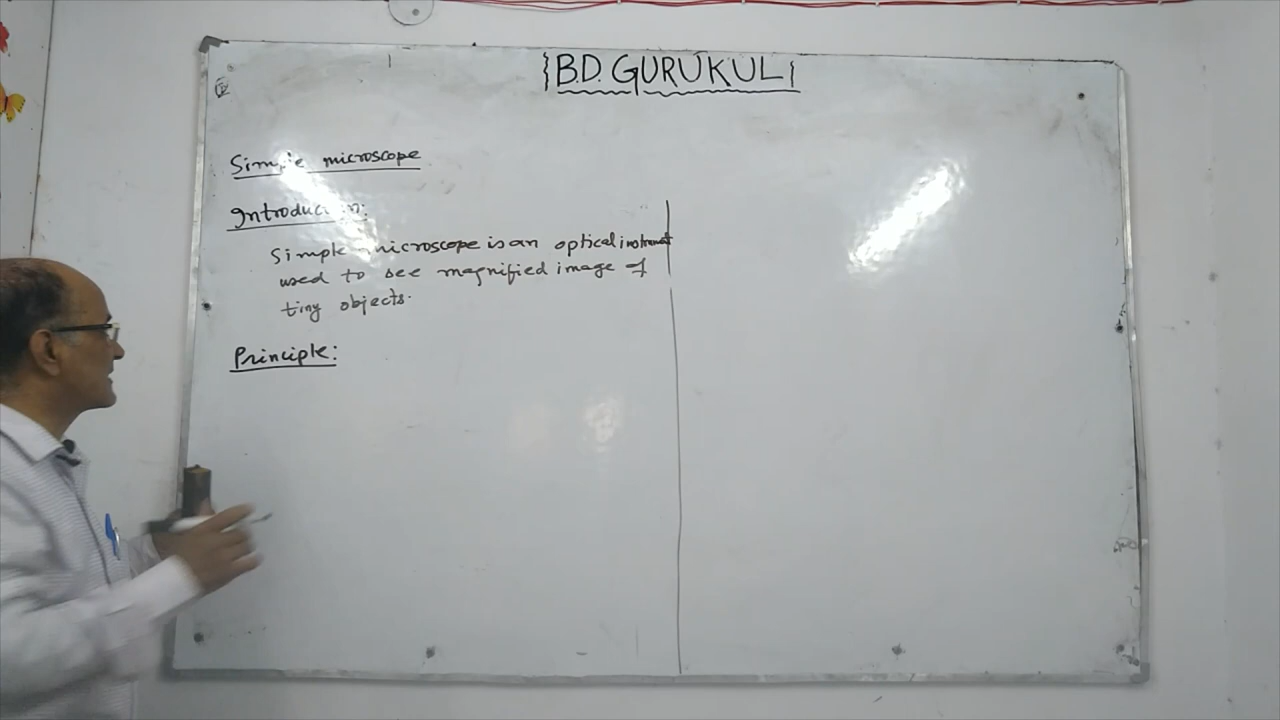 B.D. GURUKUL
Simple microscope
Introduction:
Simple microscope is an optical instrument
used to see magnified image of
tiny objects.
Principle: